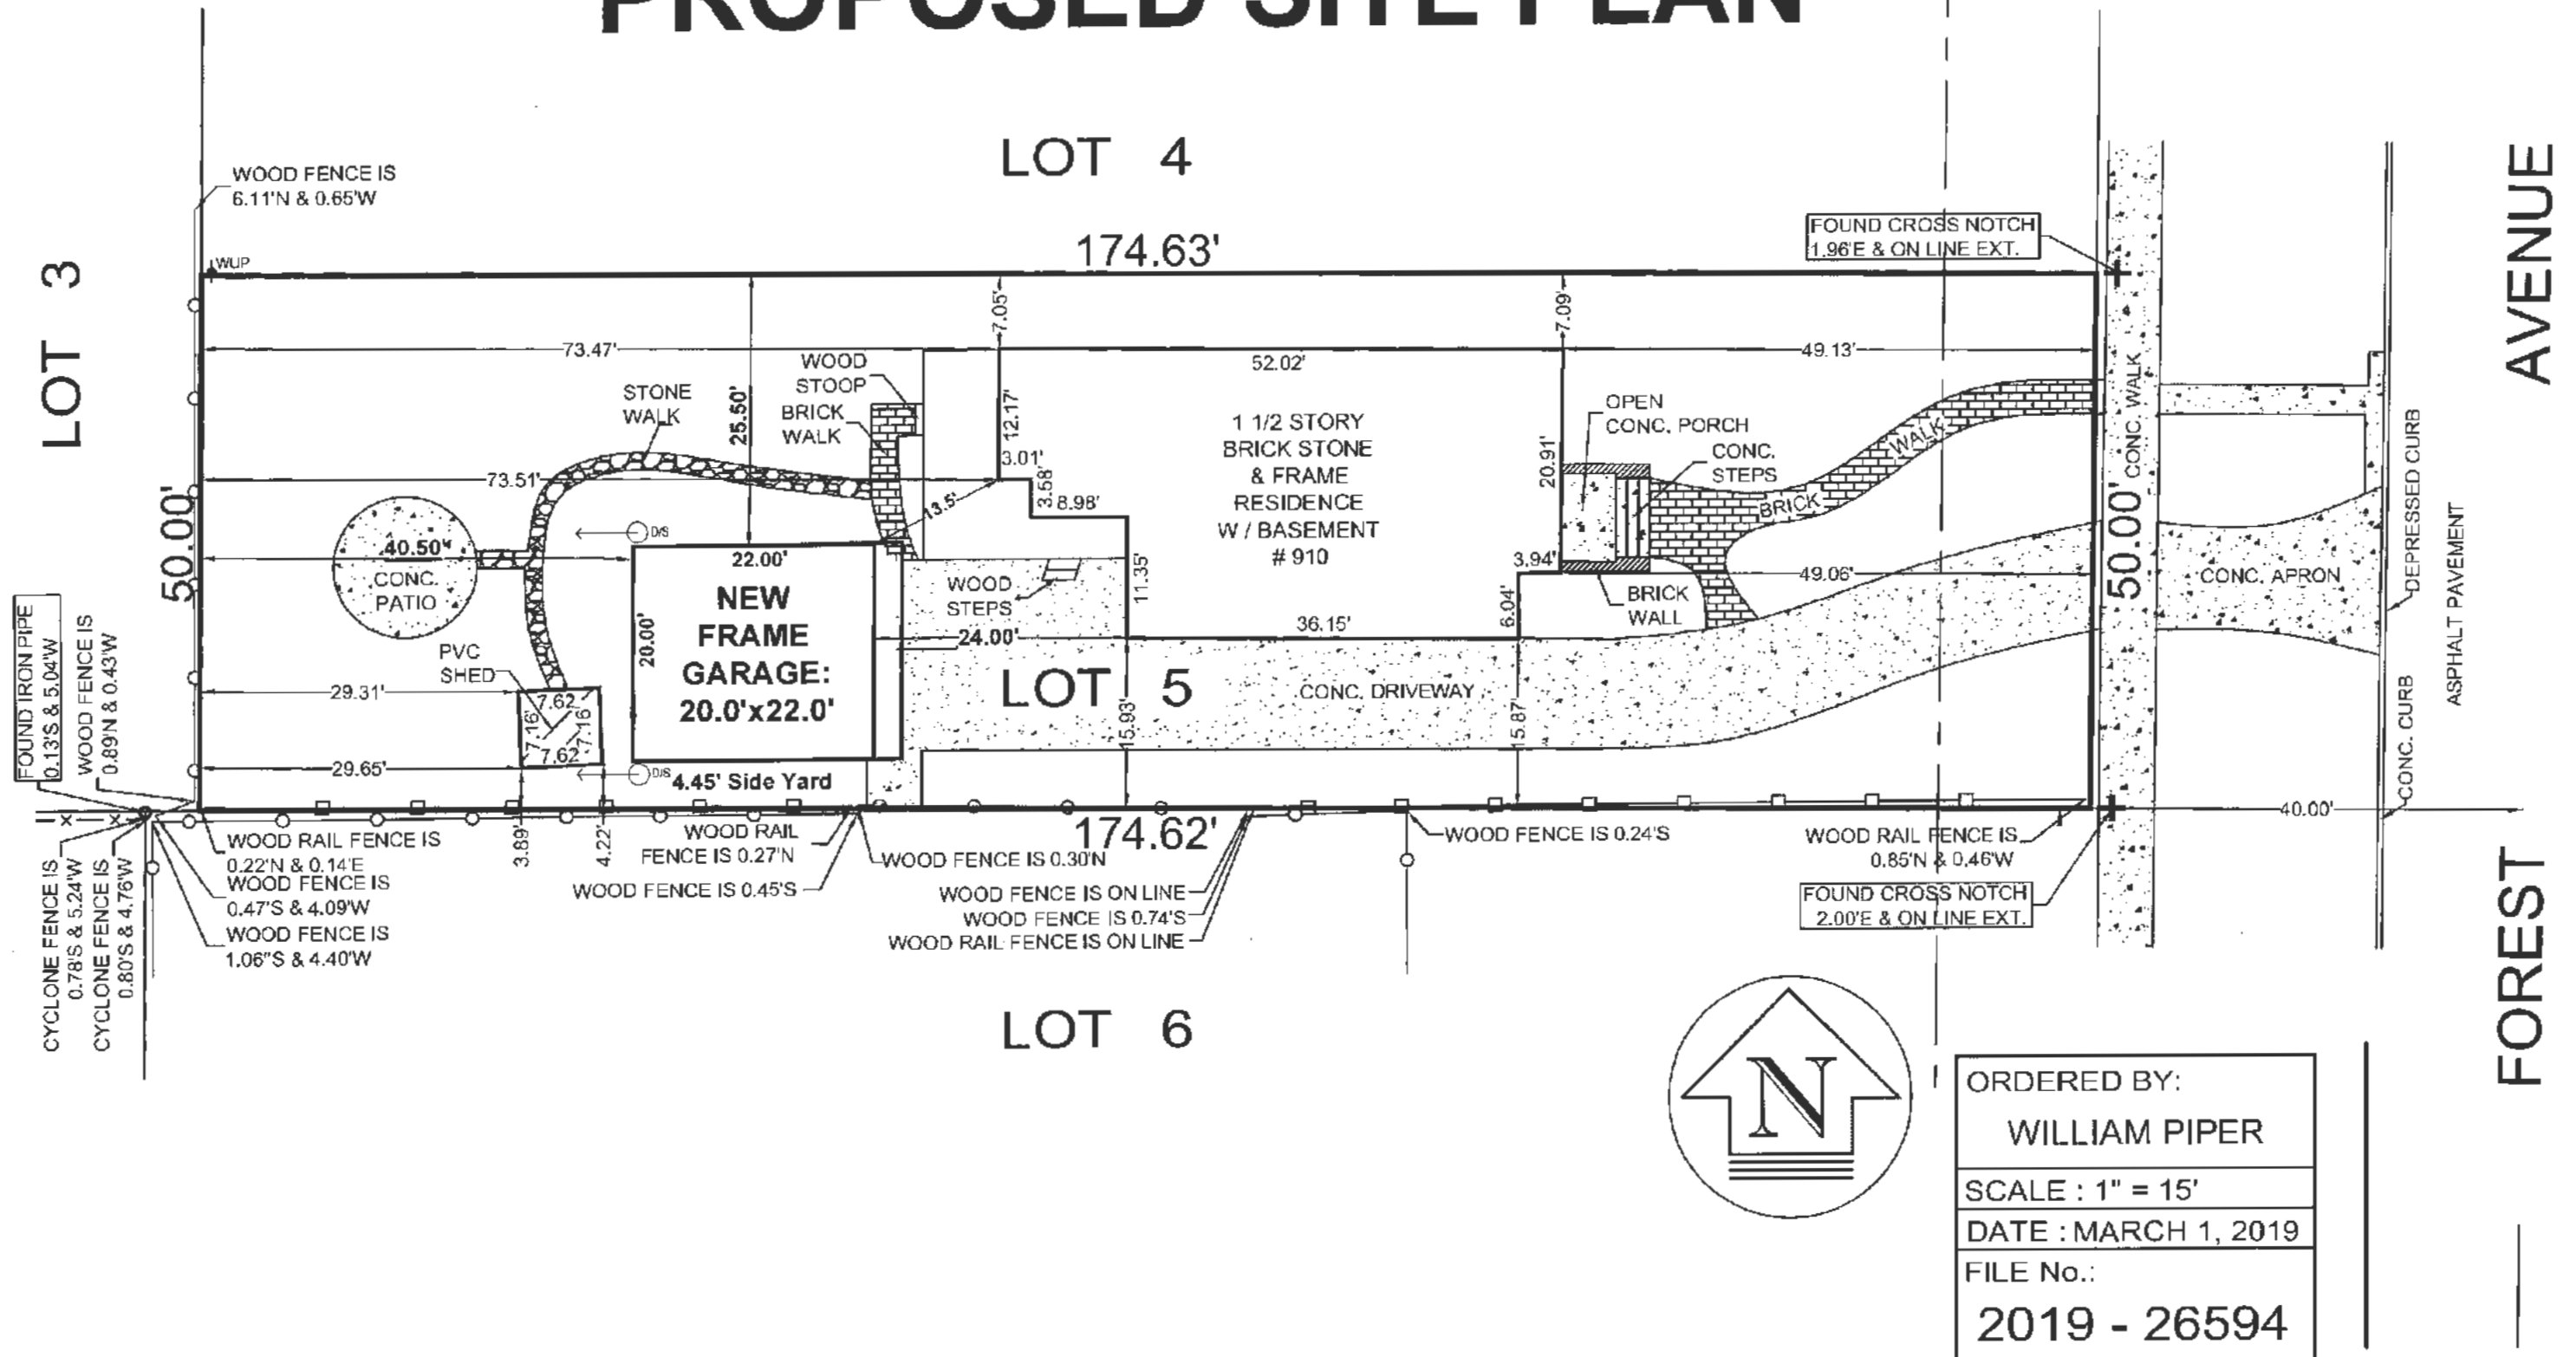 PROPOSED SITE PLAN
LOT 4
WOOD FENCE IS
6.11'N & 0.65'W
174.63'
FOUND CROSS NOTCH
1.96'E & ON LINE EXT.
WUP
LOT 3
50.00'
7.05'
7.09'
73.47'
52.02'
49.13'
WOOD
STOOP
BRICK
WALK
STONE
WALK
25.50'
12.17'
3.01'
3.58'
8.98'
73.51'
13.5'
1 1/2 STORY
BRICK STONE
& FRAME
RESIDENCE
W / BASEMENT
# 910
OPEN
CONC. PORCH
CONC.
STEPS
20.91'
BRICK
WALK
3.94'
49.06'
BRICK
WALL
6.04'
36.15'
11.35'
D/S
40.50'
CONC.
PATIO
22.00'
20.00'
NEW
FRAME
GARAGE:
20.0'x22.0'
WOOD
STEPS
24.00'
LOT 5
CONC. DRIVEWAY
15.93'
15.87'
PVC
SHED
29.31'
7.62'
7.16'
7.16'
7.62'
29.65'
D/S
4.45' Side Yard
3.89'
4.22'
50.00'
CONC. WALK
CONC. APRON
DEPRESSED CURB
CONC. CURB
ASPHALT PAVEMENT
40.00'
FOREST AVENUE
FOUND IRON PIPE
0.13'S & 5.04'W
WOOD FENCE IS
0.89'N & 0.43'W
CYCLONE FENCE IS
0.78'S & 5.24'W
CYCLONE FENCE IS
0.80'S & 4.76'W
WOOD RAIL FENCE IS
0.22'N & 0.14'E
WOOD FENCE IS
0.47'S & 4.09'W
WOOD FENCE IS
1.06"S & 4.40'W
WOOD RAIL
FENCE IS 0.27'N
WOOD FENCE IS 0.45'S
WOOD FENCE IS 0.30'N
174.62'
WOOD FENCE IS ON LINE
WOOD FENCE IS 0.74'S
WOOD RAIL FENCE IS ON LINE
WOOD FENCE IS 0.24'S
WOOD RAIL FENCE IS
0.85'N & 0.46'W
FOUND CROSS NOTCH
2.00'E & ON LINE EXT.
LOT 6
N
ORDERED BY:
WILLIAM PIPER
SCALE : 1" = 15'
DATE : MARCH 1, 2019
FILE No.:
2019 - 26594